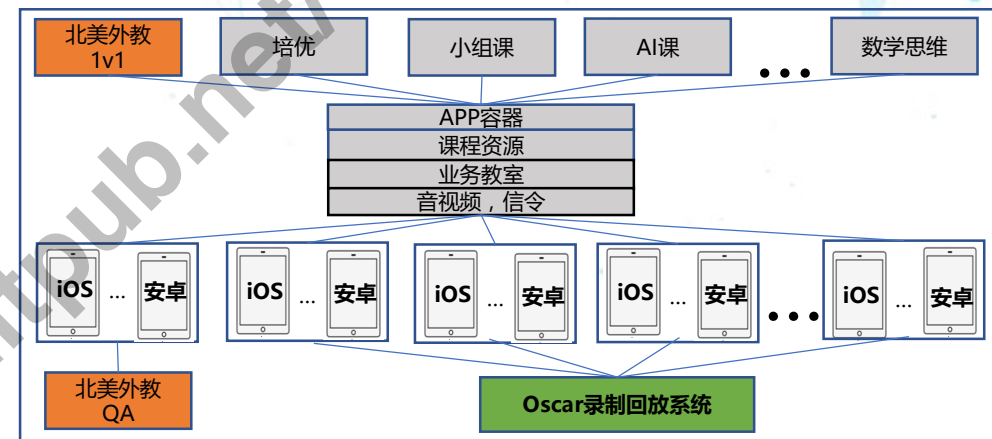 北美外教
1v1
培优
小组课
AI课
•••
数学思维
APP容器
课程资源
业务教室
音视频，信令
iOS ... 安卓
iOS ... 安卓
iOS ... 安卓
iOS ... 安卓
•••
iOS ... 安卓
北美外教
QA
Oscar录制回放系统
tpub.net/